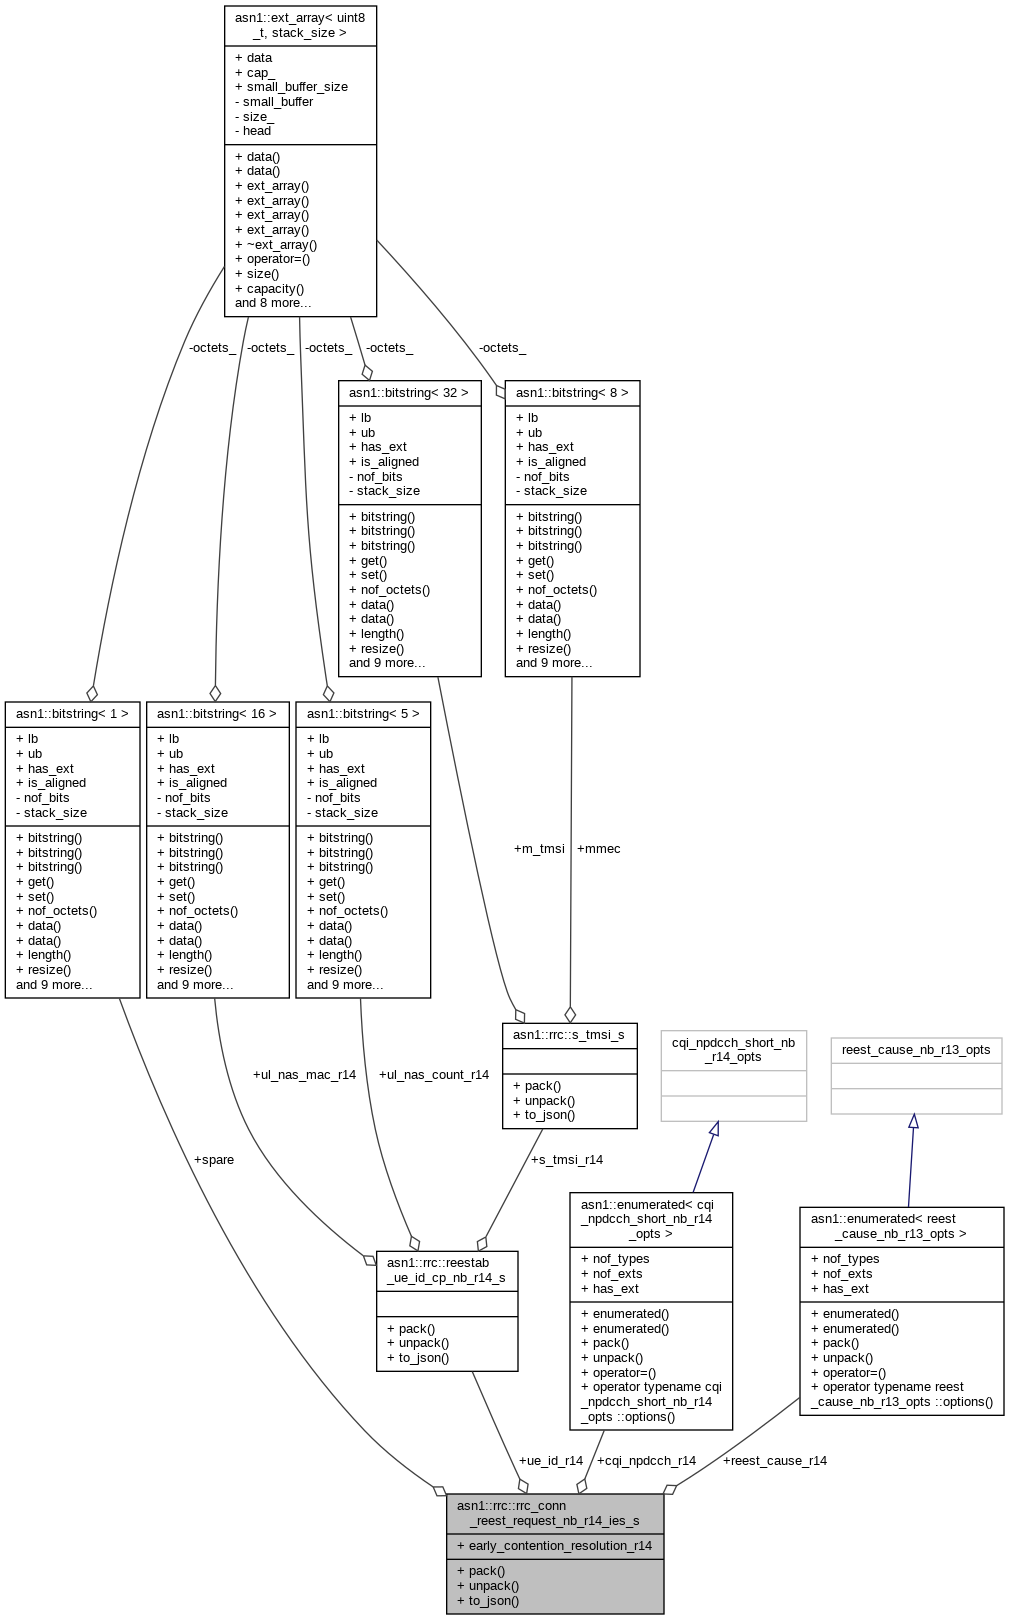 asn1::ext_array< uint8
_t, stack_size >
+ data
+ cap_
+ small_buffer_size
- small_buffer
- size_
- head
+ data()
+ data()
+ ext_array()
+ ext_array()
+ ext_array()
+ ext_array()
+ ~ext_array()
+ operator=()
+ size()
+ capacity()
and 8 more...
-octets_
-octets_
-octets_
-octets_
-octets_
asn1::bitstring< 32 >
+ lb
+ ub
+ has_ext
+ is_aligned
- nof_bits
- stack_size
+ bitstring()
+ bitstring()
+ bitstring()
+ get()
+ set()
+ nof_octets()
+ data()
+ data()
+ length()
+ resize()
and 9 more...
asn1::bitstring< 8 >
+ lb
+ ub
+ has_ext
+ is_aligned
- nof_bits
- stack_size
+ bitstring()
+ bitstring()
+ bitstring()
+ get()
+ set()
+ nof_octets()
+ data()
+ data()
+ length()
+ resize()
and 9 more...
asn1::bitstring< 1 >
+ lb
+ ub
+ has_ext
+ is_aligned
- nof_bits
- stack_size
+ bitstring()
+ bitstring()
+ bitstring()
+ get()
+ set()
+ nof_octets()
+ data()
+ data()
+ length()
+ resize()
and 9 more...
asn1::bitstring< 16 >
+ lb
+ ub
+ has_ext
+ is_aligned
- nof_bits
- stack_size
+ bitstring()
+ bitstring()
+ bitstring()
+ get()
+ set()
+ nof_octets()
+ data()
+ data()
+ length()
+ resize()
and 9 more...
asn1::bitstring< 5 >
+ lb
+ ub
+ has_ext
+ is_aligned
- nof_bits
- stack_size
+ bitstring()
+ bitstring()
+ bitstring()
+ get()
+ set()
+ nof_octets()
+ data()
+ data()
+ length()
+ resize()
and 9 more...
+m_tmsi
+mmec
asn1::rrc::s_tmsi_s
+ pack()
+ unpack()
+ to_json()
cqi_npdcch_short_nb
_r14_opts
reest_cause_nb_r13_opts
+ul_nas_mac_r14
+ul_nas_count_r14
+spare
+s_tmsi_r14
asn1::rrc::reestab
_ue_id_cp_nb_r14_s
+ pack()
+ unpack()
+ to_json()
asn1::enumerated< cqi
_npdcch_short_nb_r14
_opts >
+ nof_types
+ nof_exts
+ has_ext
+ enumerated()
+ enumerated()
+ pack()
+ unpack()
+ operator=()
+ operator typename cqi
_npdcch_short_nb_r14
_opts ::options()
asn1::enumerated< reest
_cause_nb_r13_opts >
+ nof_types
+ nof_exts
+ has_ext
+ enumerated()
+ enumerated()
+ pack()
+ unpack()
+ operator=()
+ operator typename reest
_cause_nb_r13_opts ::options()
+ue_id_r14
+cqi_npdcch_r14
+reest_cause_r14
asn1::rrc::rrc_conn
_reest_request_nb_r14_ies_s
+ early_contention_resolution_r14
+ pack()
+ unpack()
+ to_json()